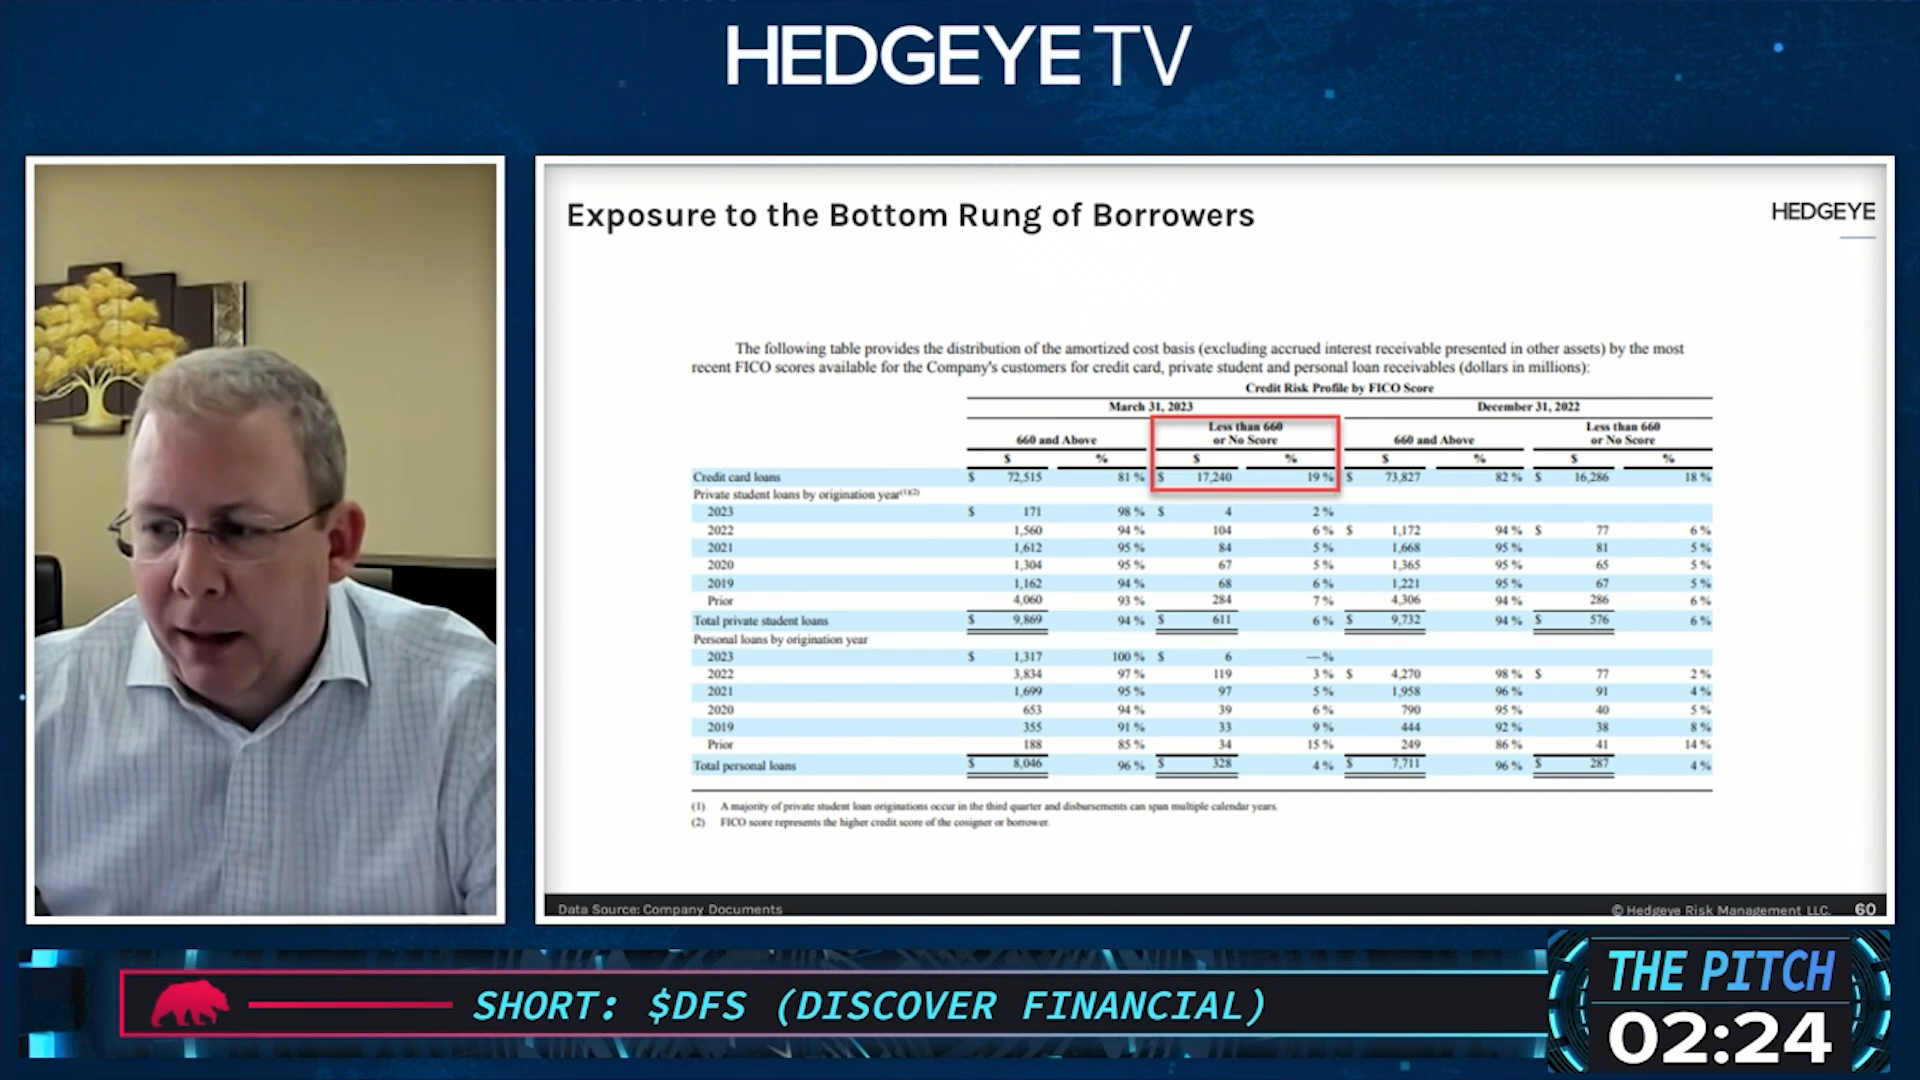 HEDGEYE TV
Exposure to the Bottom Rung of Borrowers
HEDGEYE
The following table provides the distribution of the amortized cost basis (excluding accrued interest receivable presented in other assets) by the most
recent FICO scores available for the Company's customers for credit card, private student and personal loan receivables (dollars in millions):
Credit Risk Profile by FICO Score
March 31, 2023 December 31, 2022
660 and Above Less than 660 or No Score 660 and Above Less than 660 or No Score
$ % $ % $ % $ %
Credit card loans $ 72,515 81 % $ 17,240 19 % $ 73,827 82 % $ 16,286 18 %
Private student loans by origination year(1)(2)
2023 $ 171 98 % $ 4 2 %
2022 1,560 94 % 104 6 % $ 1,172 94 % $ 77 6 %
2021 1,612 95 % 84 5 % 1,668 95 % 81 5 %
2020 1,304 95 % 67 5 % 1,365 95 % 65 5 %
2019 1,162 94 % 68 6 % 1,221 95 % 67 5 %
Prior 4,060 93 % 284 7 % 4,306 94 % 286 6 %
Total private student loans $ 9,869 94 % $ 611 6 % $ 9,732 94 % $ 576 6 %
Personal loans by origination year
2023 $ 1,317 100 % $ 6 — %
2022 3,834 97 % 119 3 % $ 4,270 98 % $ 77 2 %
2021 1,699 95 % 97 5 % 1,958 96 % 91 4 %
2020 653 94 % 39 6 % 790 95 % 40 5 %
2019 355 91 % 33 9 % 444 92 % 38 8 %
Prior 188 85 % 34 15 % 249 86 % 41 14 %
Total personal loans $ 8,046 96 % $ 328 4 % $ 7,711 96 % $ 287 4 %
(1) A majority of private student loan originations occur in the third quarter and disbursements can span multiple calendar years.
(2) FICO score represents the higher credit score of the cosigner or borrower.
Data Source: Company Documents
© Hedgeye Risk Management LLC. 60
SHORT: $DFS (DISCOVER FINANCIAL)
THE PITCH
02:24